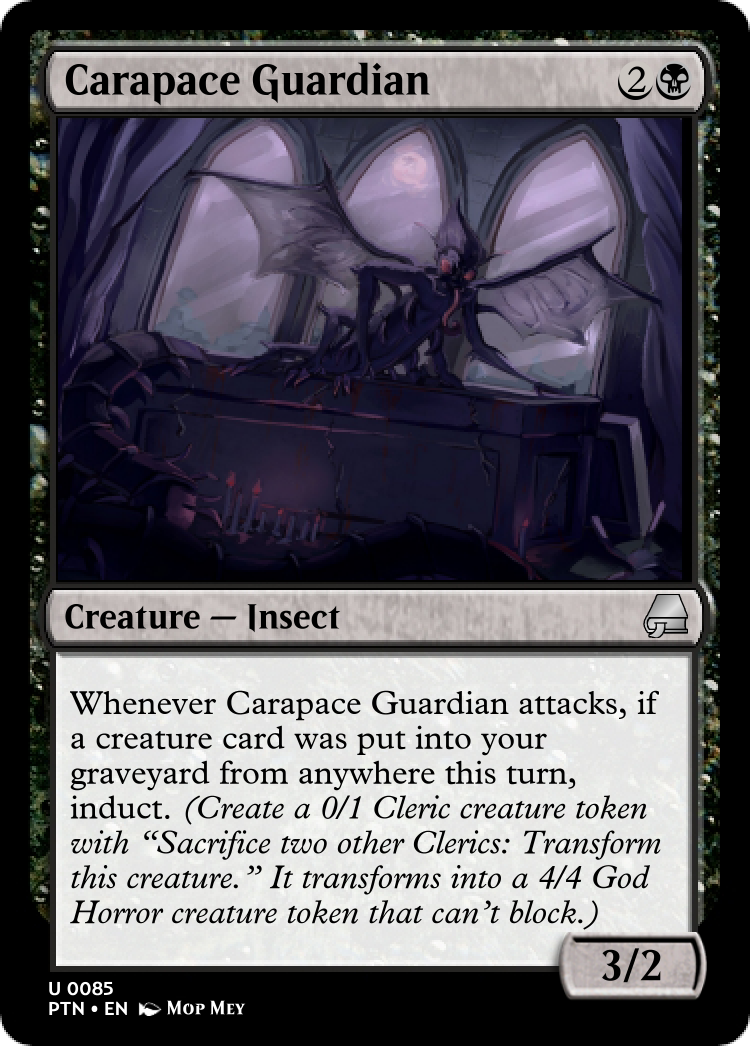 Carapace Guardian 2
Creature — Insect
Whenever Carapace Guardian attacks, if
a creature card was put into your
graveyard from anywhere this turn,
induct. (Create a 0/1 Cleric creature token
with “Sacrifice two other Clerics: Transform
this creature.” It transforms into a 4/4 God
Horror creature token that can’t block.)
3/2
U 0085
PTN • EN Mop Mey